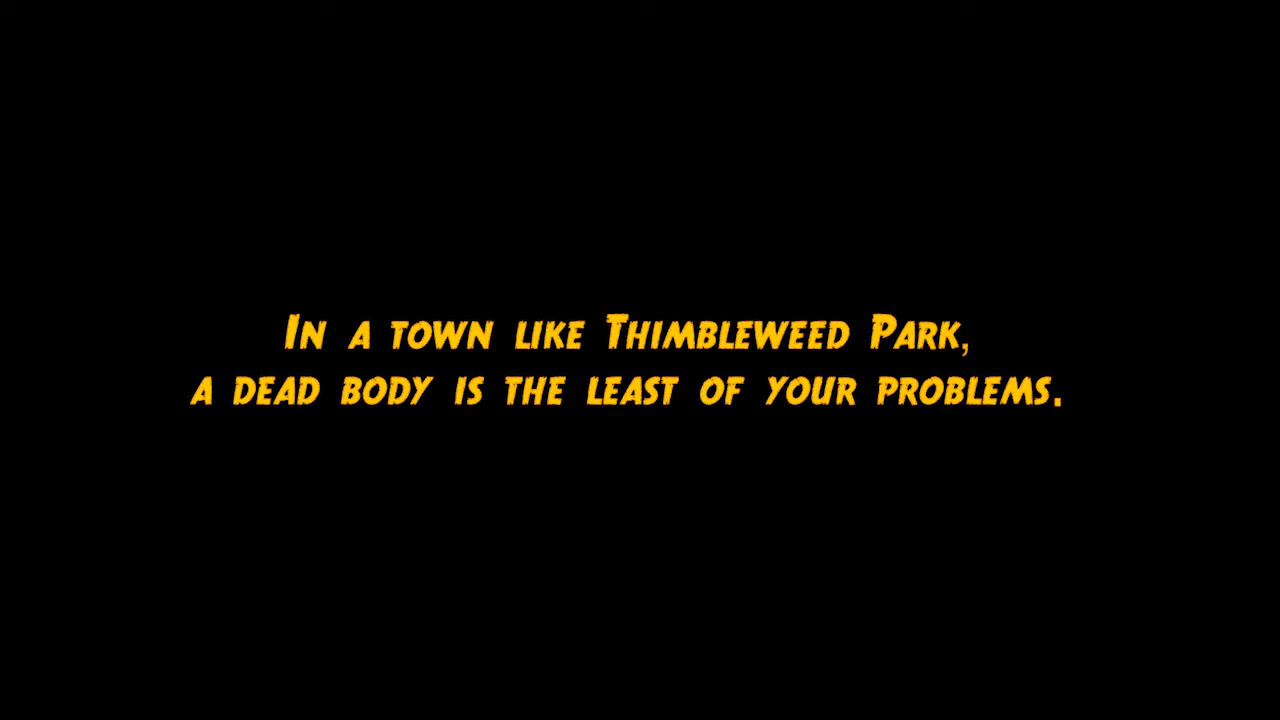 In a town like Thimbleweed Park,
a dead body is the least of your problems.